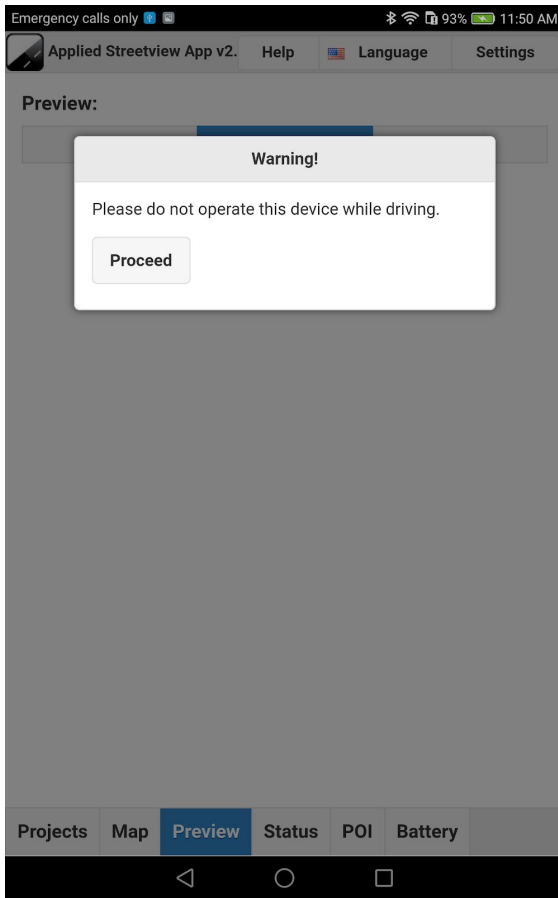 Emergency calls only 93% 11:50 AM
Applied Streetview App v2. Help Language Settings
Preview:
Warning!
Please do not operate this device while driving.
Proceed
Projects Map Preview Status POI Battery